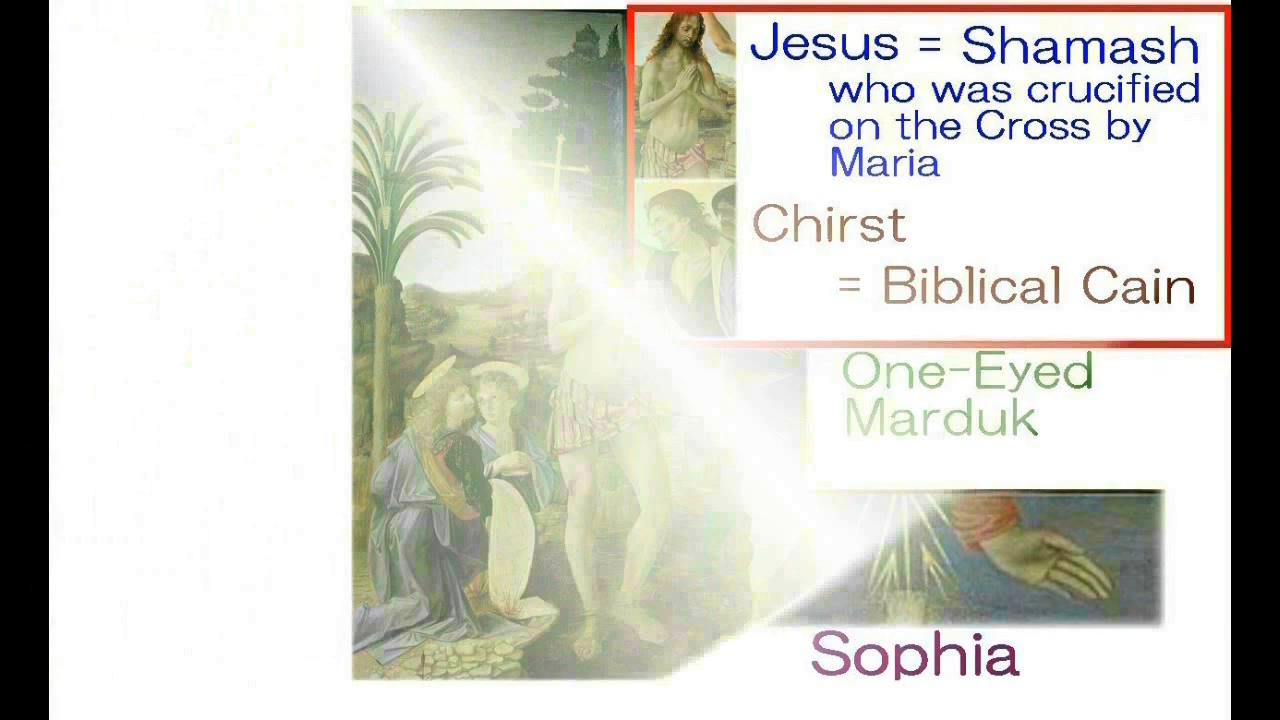 Jesus = Shamash
who was crucified
on the Cross by
Maria
Chirst
= Biblical Cain
One-Eyed
Marduk
Sophia